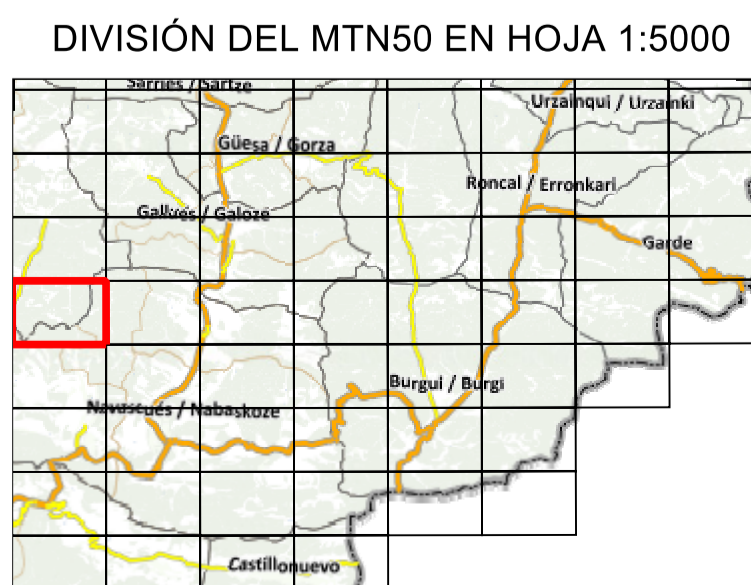 DIVISIÓN DEL MTN50 EN HOJA 1:5000
Sarries / Sartze
Urzainqui / Urzainki
Güesa / Gorza
Roncal / Erronkari
Gallués / Galoze
Garde
Burgui / Burgi
Navascués / Nabaskoze
Castillonuevo